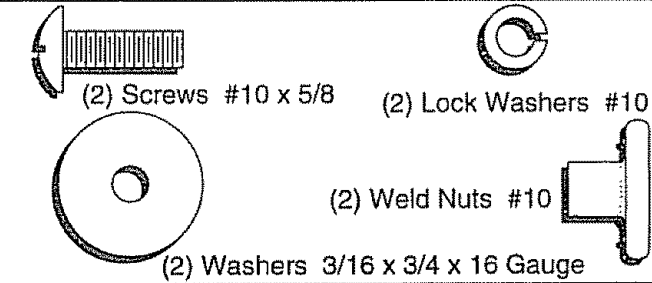 (2) Screws #10 x 5/8
(2) Lock Washers #10
(2) Weld Nuts #10
(2) Washers 3/16 x 3/4 x 16 Gauge